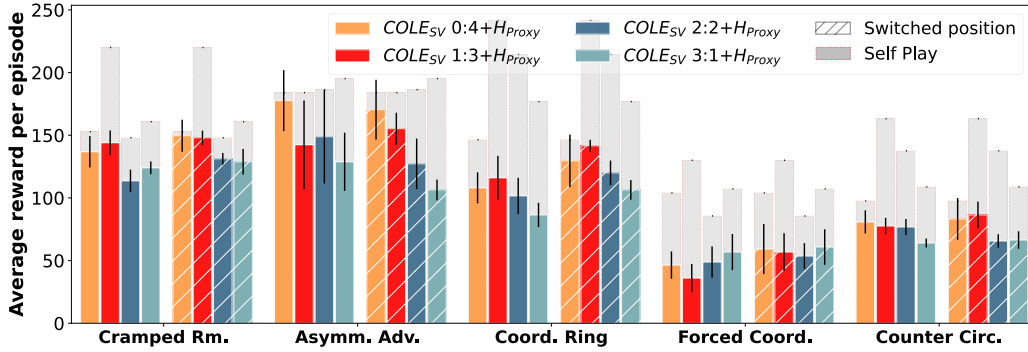 Average reward per episode
250
200
150
100
50
0
COLE_SV 0:4+H_Proxy
COLE_SV 1:3+H_Proxy
COLE_SV 2:2+H_Proxy
COLE_SV 3:1+H_Proxy
Switched position
Self Play
Cramped Rm.
Asymm. Adv.
Coord. Ring
Forced Coord.
Counter Circ.